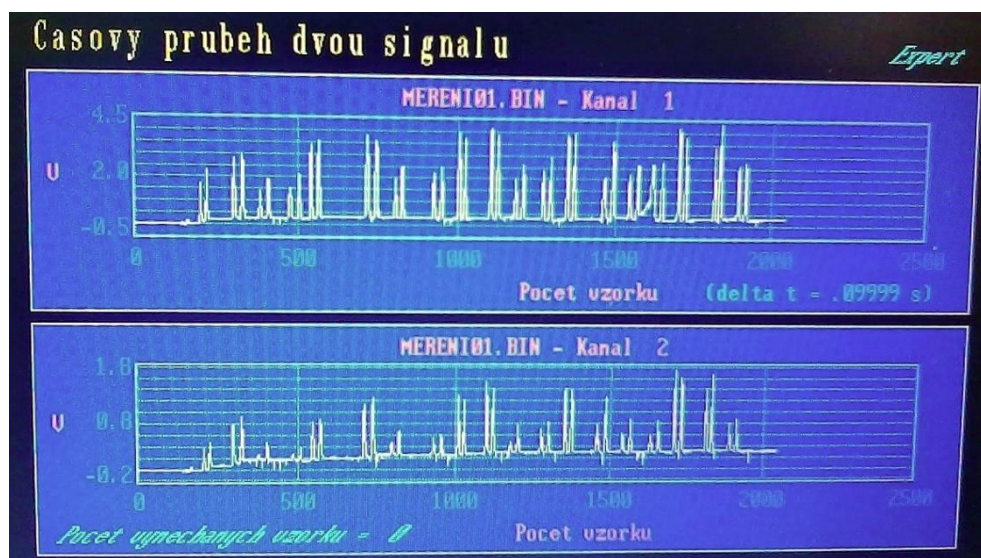 Casovy prubeh dvou signalu
Expert
MERENI01.BIN - Kanal 1
4.5
V 2.0
-0.5
0 500 1000 1500 2000 2500
Pocet vzorku (delta t = .09999 s)
MERENI01.BIN - Kanal 2
1.8
V 0.8
-0.2
0 500 1000 1500 2000 2500
Pocet vynechanych vzorku = 0 Pocet vzorku